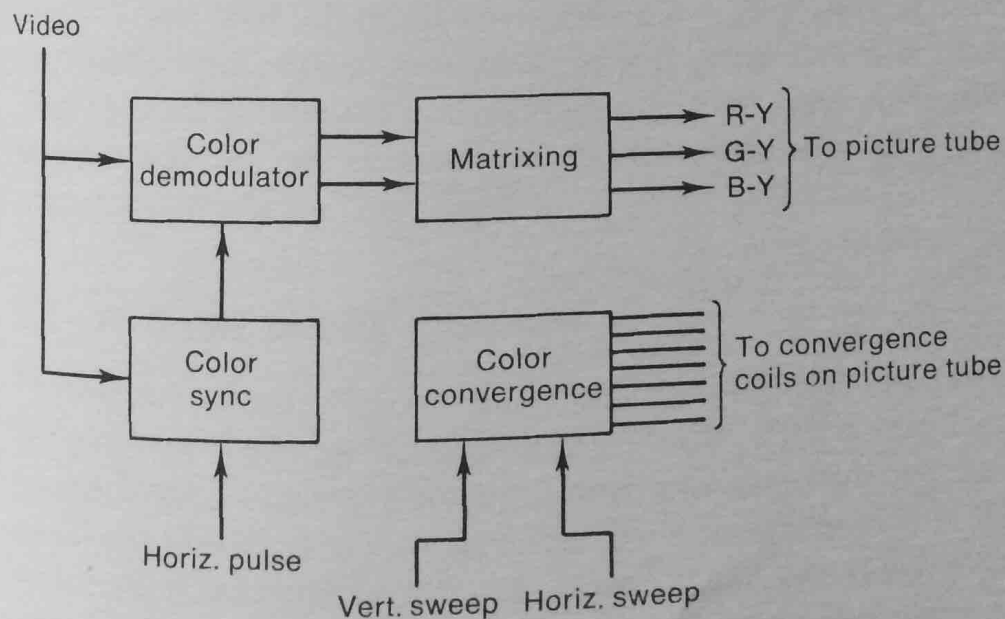 Video
Color
demodulator
Matrixing
R-Y
G-Y
B-Y
To picture tube
Color
sync
Color
convergence
To convergence
coils on picture tube
Horiz. pulse
Vert. sweep
Horiz. sweep